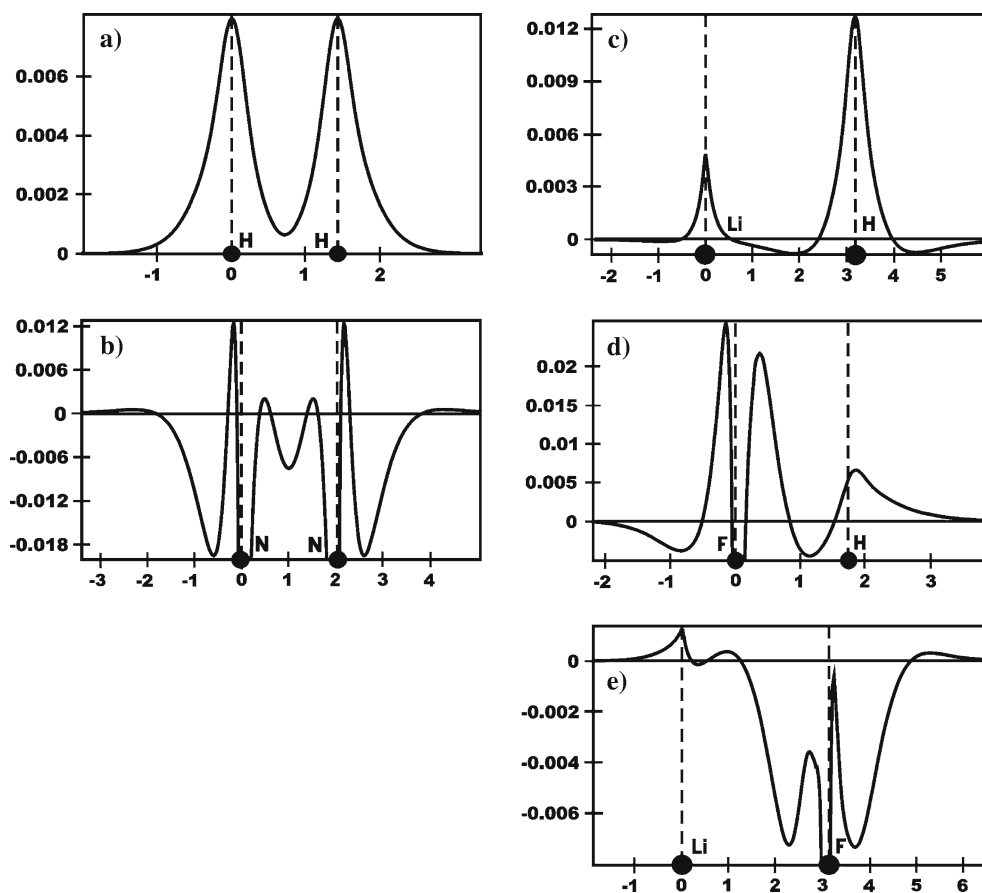 a)
0.006
0.004
0.002
0
H H
-1 0 1 2
c)
0.012
0.009
0.006
0.003
0
Li H
-2 -1 0 1 2 3 4 5
b)
0.012
0.006
0
-0.006
-0.012
-0.018
N N
-3 -2 -1 0 1 2 3 4
d)
0.02
0.015
0.01
0.005
0
F H
-2 -1 0 1 2 3
e)
0
-0.002
-0.004
-0.006
Li F
-1 0 1 2 3 4 5 6